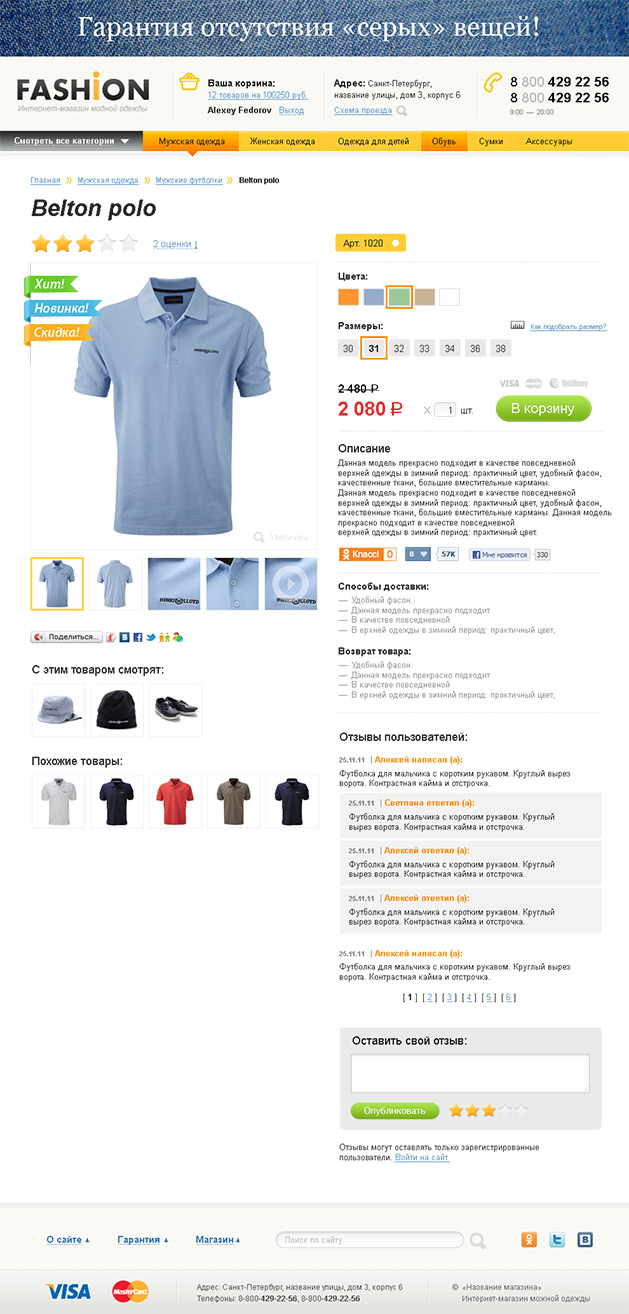 Гарантия отсутствия «серых» вещей!
FASHION
Интернет-магазин модной одежды
Ваша корзина:
12 товаров на 100250 руб.
Alexey Fedorov Выход
Адрес: Санкт-Петербург,
название улицы, дом 3, корпус 6
Схема проезда
8 800 429 22 56
8 800 429 22 56
9:00 — 20:00
Смотреть все категории Мужская одежда Женская одежда Одежда для детей Обувь Сумки Аксессуары
Главная » Мужская одежда » Мужские футболки » Belton polo
Belton polo
2 оценки ↓
Хит!
Новинка!
Скидка!
HENRI LLOYD
Увеличить
HENRI LLOYD
HENRI LLOYD
Поделиться...
С этим товаром смотрят:
Похожие товары:
Арт. 1020
Цвета:
Размеры:
Как подобрать размер?
30 31 32 33 34 36 38
2 480 ₽
VISA WebMoney
2 080 ₽
X 1 шт.
В корзину
Описание
Данная модель прекрасно подходит в качестве повседневной
верхней одежды в зимний период: практичный цвет, удобный фасон,
качественные ткани, большие вместительные карманы.
Данная модель прекрасно подходит в качестве повседневной
верхней одежды в зимний период: практичный цвет, удобный фасон,
качественные ткани, большие вместительные карманы. Данная модель
прекрасно подходит в качестве повседневной
верхней одежды в зимний период: практичный цвет.
Класс! 0
В 57K
Мне нравится 330
Способы доставки:
— Удобный фасон.
— Данная модель прекрасно подходит
— В качестве повседневной
— В ерхней одежды в зимний период: практичный цвет,
Возврат товара:
— Удобный фасон.
— Данная модель прекрасно подходит
— В качестве повседневной
— В ерхней одежды в зимний период: практичный цвет,
Отзывы пользователей:
25.11.11 | Алексей написал (а):
Футболка для мальчика с коротким рукавом. Круглый вырез
ворота. Контрастная кайма и отстрочка.
25.11.11 | Светлана ответил (а):
Футболка для мальчика с коротким рукавом. Круглый
вырез ворота. Контрастная кайма и отстрочка.
25.11.11 | Алексей ответил (а):
Футболка для мальчика с коротким рукавом. Круглый
вырез ворота. Контрастная кайма и отстрочка.
25.11.11 | Алексей ответил (а):
Футболка для мальчика с коротким рукавом. Круглый
вырез ворота. Контрастная кайма и отстрочка.
25.11.11 | Алексей написал (а):
Футболка для мальчика с коротким рукавом. Круглый вырез
ворота. Контрастная кайма и отстрочка.
[ 1 ] [ 2 ] [ 3 ] [ 4 ] [ 5 ] [ 6 ]
Оставить свой отзыв:
Опубликовать
Отзывы могут оставлять только зарегистрированные
пользователи. Войти на сайт.
О сайте Гарантия Магазин Поиск по сайту
VISA MasterCard
Адрес: Санкт-Петербург, название улицы, дом 3, корпус 6
Телефоны: 8-800-429-22-56, 8-800-429-22-56
© «Название магазина»
Интернет-магазин можной одежды